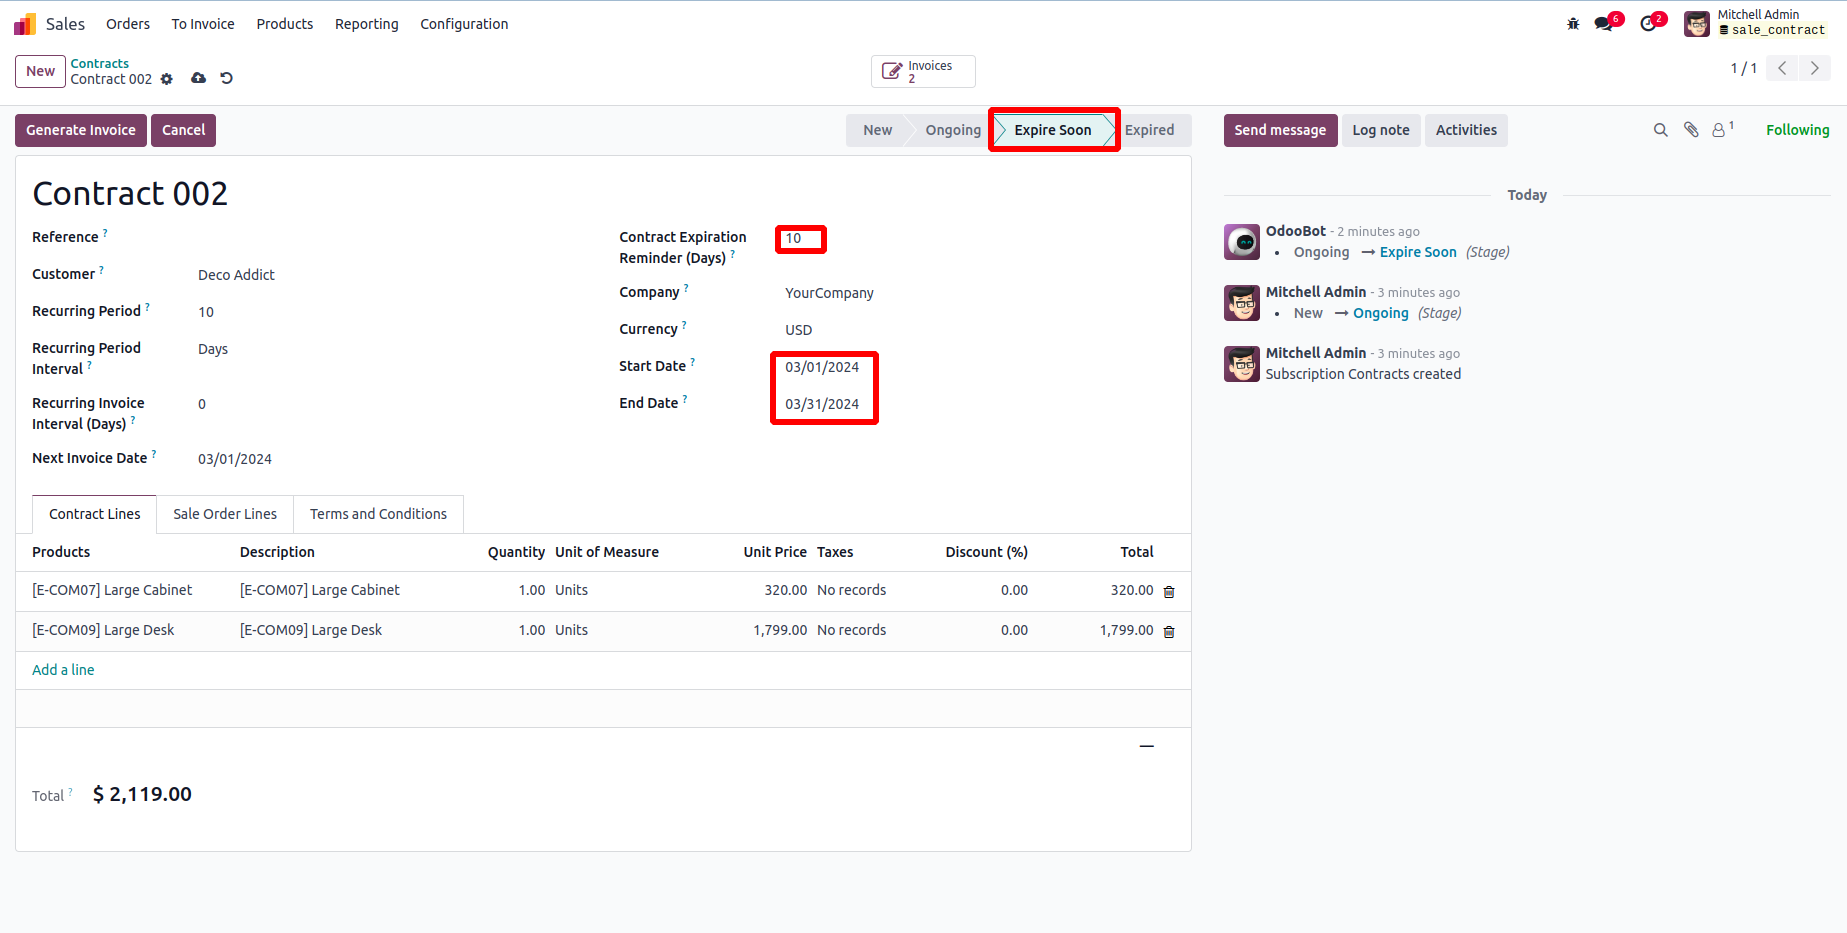 Sales Orders To Invoice Products Reporting Configuration 6 2 Mitchell Admin
sale_contract
New Contracts
Contract 002
Invoices
2
1 / 1
Generate Invoice Cancel New Ongoing Expire Soon Expired Send message Log note Activities 1 Following
Contract 002
Reference ?
Customer ? Deco Addict
Recurring Period ? 10
Recurring Period
Interval ? Days
Recurring Invoice
Interval (Days) ? 0
Next Invoice Date ? 03/01/2024
Contract Expiration
Reminder (Days) ? 10
Company ? YourCompany
Currency ? USD
Start Date ? 03/01/2024
End Date ? 03/31/2024
Contract Lines Sale Order Lines Terms and Conditions
Products Description Quantity Unit of Measure Unit Price Taxes Discount (%) Total
[E-COM07] Large Cabinet [E-COM07] Large Cabinet 1.00 Units 320.00 No records 0.00 320.00
[E-COM09] Large Desk [E-COM09] Large Desk 1.00 Units 1,799.00 No records 0.00 1,799.00
Add a line
Total ? $ 2,119.00
Today
OdooBot - 2 minutes ago
• Ongoing → Expire Soon (Stage)
Mitchell Admin - 3 minutes ago
• New → Ongoing (Stage)
Mitchell Admin - 3 minutes ago
Subscription Contracts created